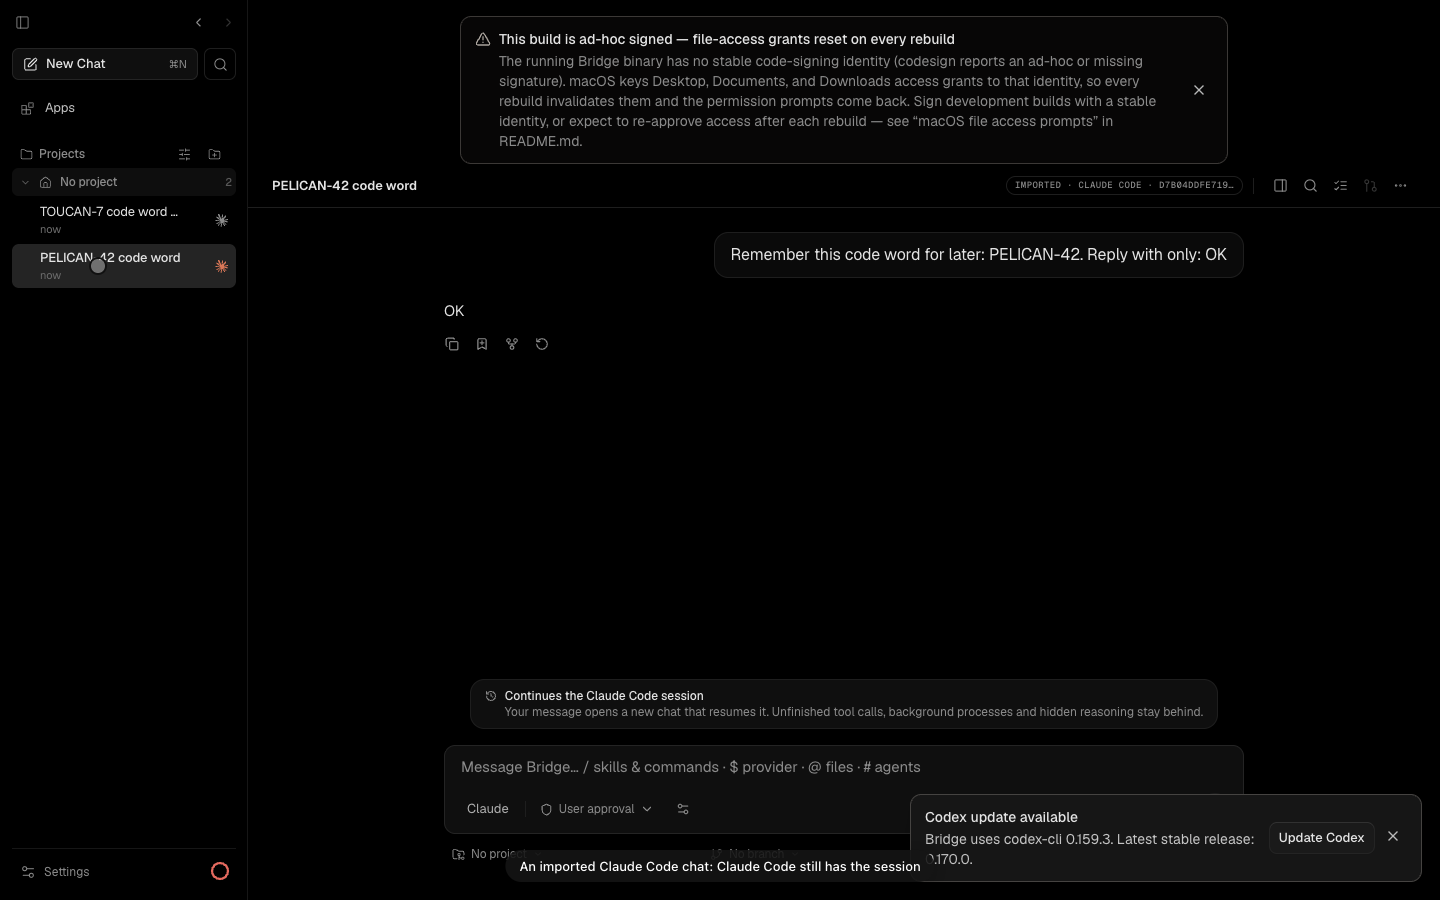 New Chat
⌘N
Apps
Projects
No project
2
TOUCAN-7 code word ...
now
PELICAN-42 code word
now
Settings
This build is ad-hoc signed — file-access grants reset on every rebuild
The running Bridge binary has no stable code-signing identity (codesign reports an ad-hoc or missing
signature). macOS keys Desktop, Documents, and Downloads access grants to that identity, so every
rebuild invalidates them and the permission prompts come back. Sign development builds with a stable
identity, or expect to re-approve access after each rebuild — see “macOS file access prompts” in
README.md.
PELICAN-42 code word
IMPORTED · CLAUDE CODE · D7B04DDFE719…
Remember this code word for later: PELICAN-42. Reply with only: OK
OK
Continues the Claude Code session
Your message opens a new chat that resumes it. Unfinished tool calls, background processes and hidden reasoning stay behind.
Message Bridge… / skills & commands · $ provider · @ files · # agents
Claude
User approval
No project
No branch
An imported Claude Code chat: Claude Code still has the session
Codex update available
Bridge uses codex-cli 0.159.3. Latest stable release:
0.170.0.
Update Codex